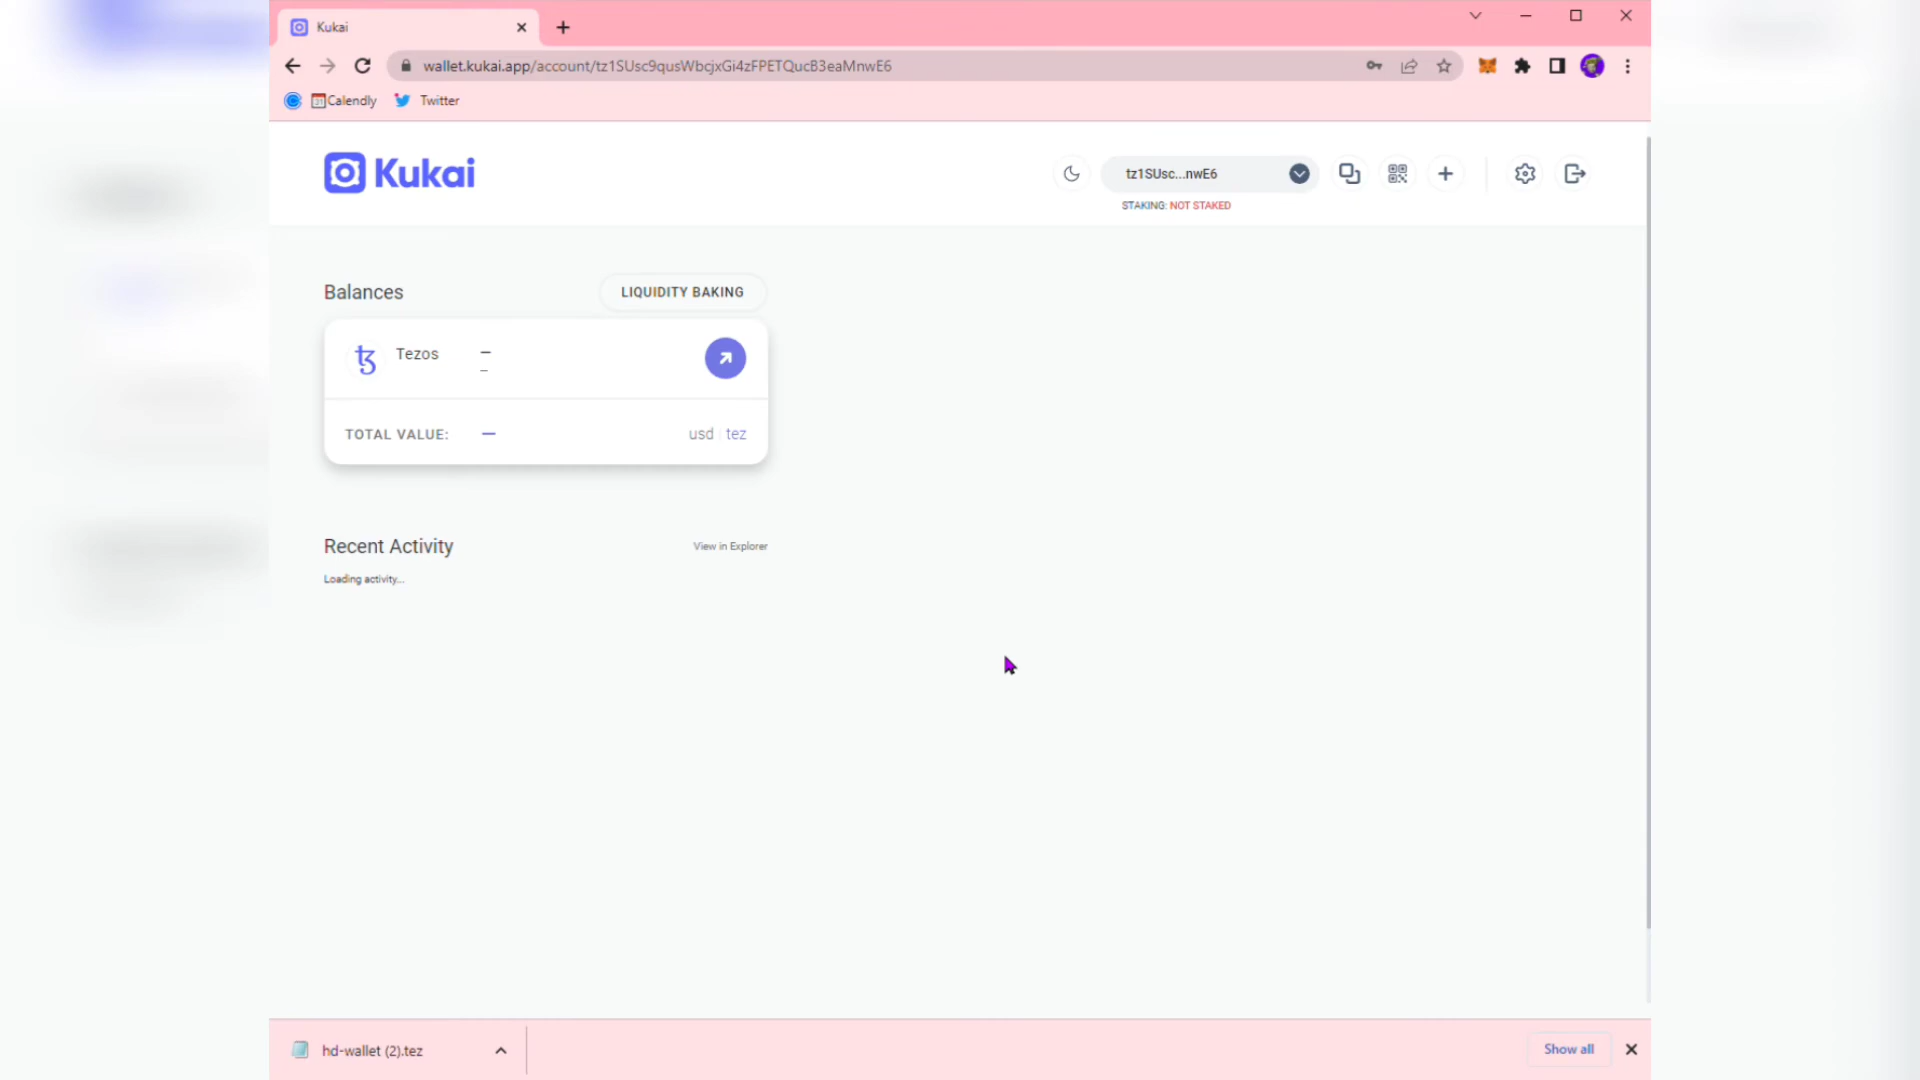 Kukai
wallet.kukai.app/account/tz1SUsc9qusWbcjxGi4zFPETQucB3eaMnwE6
Calendly
Twitter
Kukai
tz1SUsc...nwE6
STAKING: NOT STAKED
Balances
LIQUIDITY BAKING
Tezos –
–
TOTAL VALUE: –
usd | tez
Recent Activity
View in Explorer
Loading activity...
hd-wallet (2).tez
Show all